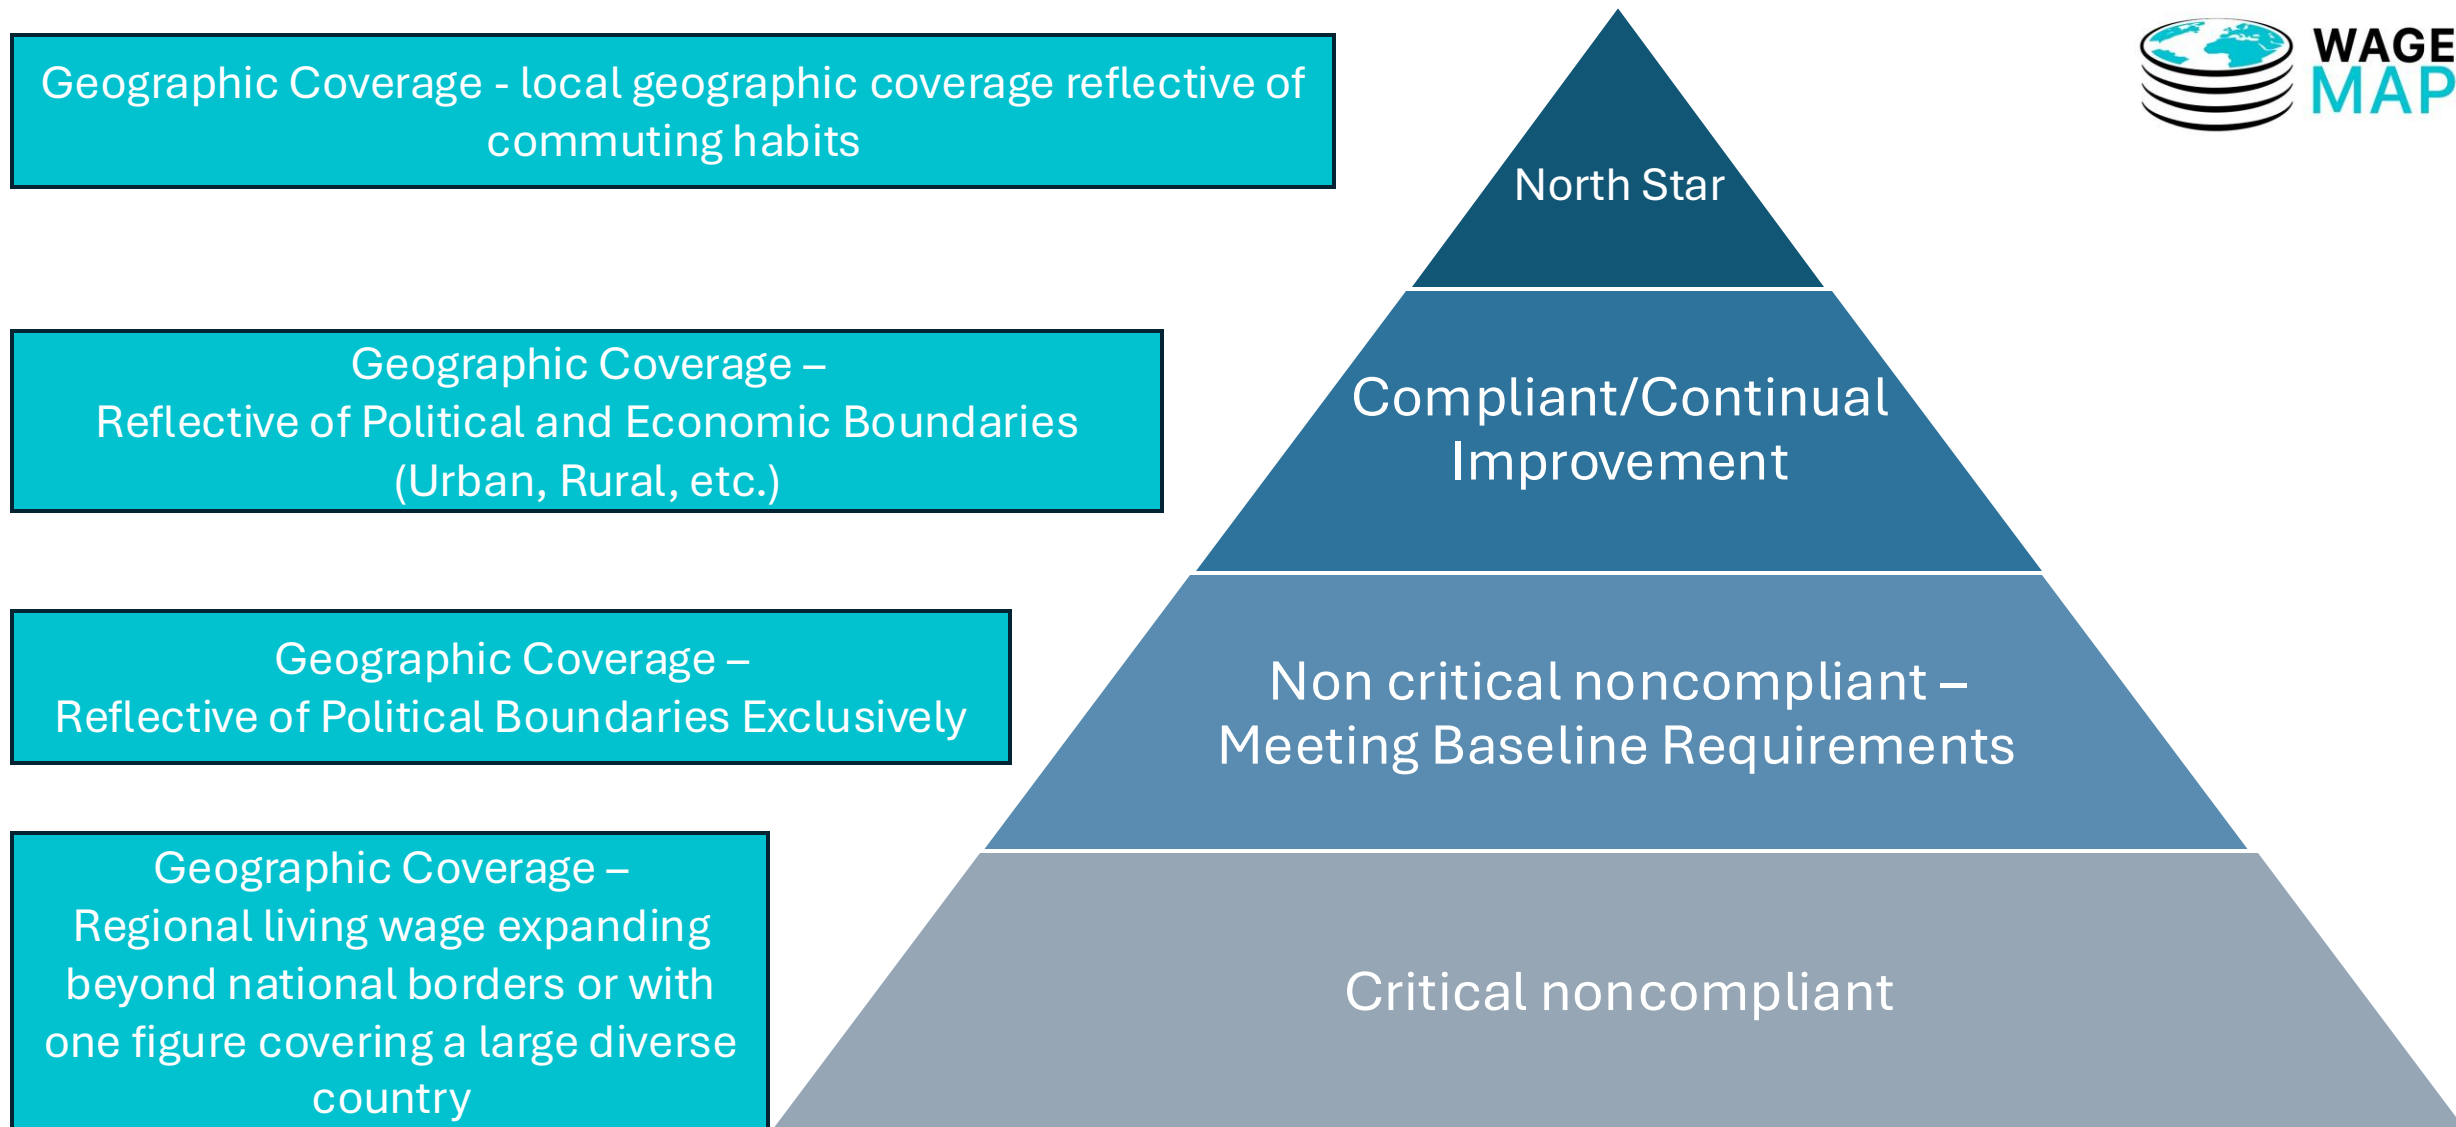 Geographic Coverage - local geographic coverage reflective of
commuting habits
North Star
WAGE
MAP
Geographic Coverage –
Reflective of Political and Economic Boundaries
(Urban, Rural, etc.)
Compliant/Continual
Improvement
Geographic Coverage –
Reflective of Political Boundaries Exclusively
Non critical noncompliant –
Meeting Baseline Requirements
Geographic Coverage –
Regional living wage expanding
beyond national borders or with
one figure covering a large diverse
country
Critical noncompliant